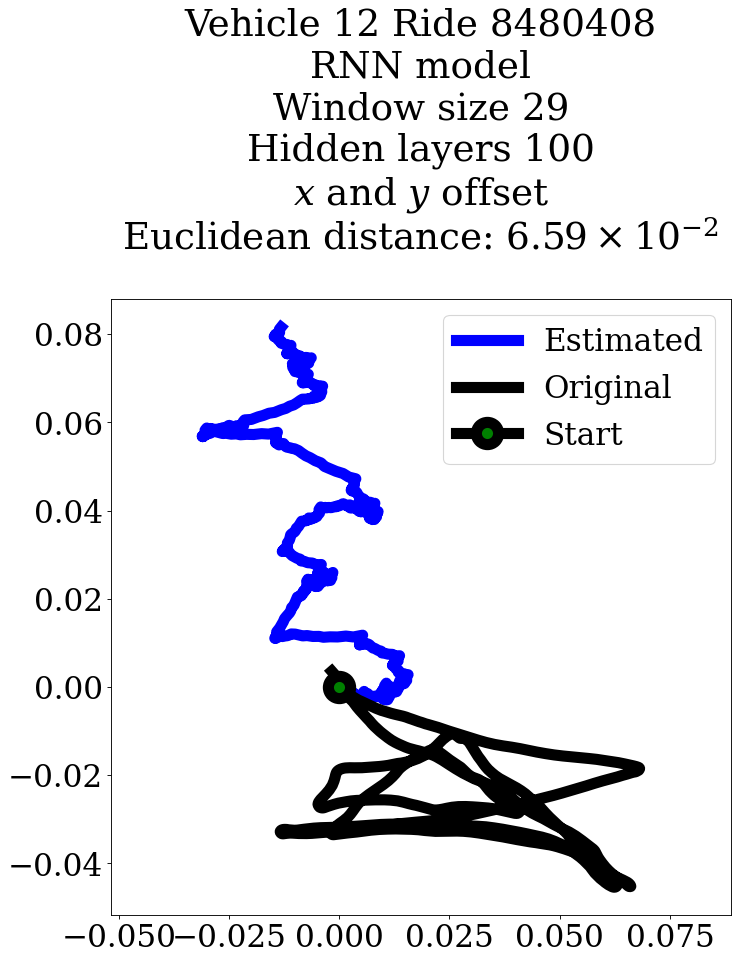 Vehicle 12 Ride 8480408
RNN model
Window size 29
Hidden layers 100
x and y offset
Euclidean distance: 6.59 × 10⁻²
Estimated
Original
Start
0.08
0.06
0.04
0.02
0.00
−0.02
−0.04
−0.050 −0.025 0.000 0.025 0.050 0.075